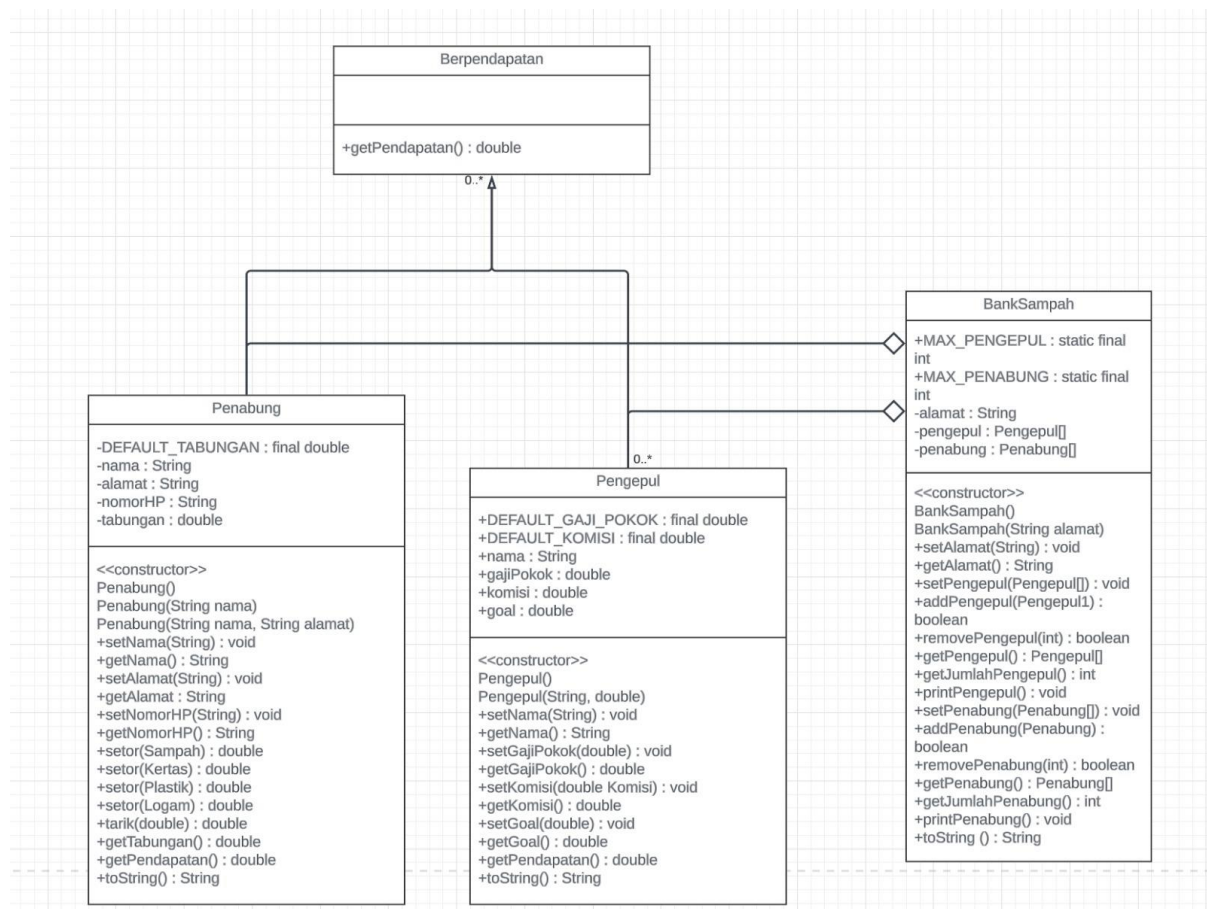 Berpendapatan
+getPendapatan() : double
0..*
BankSampah
+MAX_PENGEPUL : static final
int
+MAX_PENABUNG : static final
int
-alamat : String
-pengepul : Pengepul[]
-penabung : Penabung[]
<<constructor>>
BankSampah()
BankSampah(String alamat)
+setAlamat(String) : void
+getAlamat() : String
+setPengepul(Pengepul[]) : void
+addPengepul(Pengepul1) :
boolean
+removePengepul(int) : boolean
+getPengepul() : Pengepul[]
+getJumlahPengepul() : int
+printPengepul() : void
+setPenabung(Penabung[]) : void
+addPenabung(Penabung) :
boolean
+removePenabung(int) : boolean
+getPenabung() : Penabung[]
+getJumlahPenabung() : int
+printPenabung() : void
+toString () : String
Penabung
-DEFAULT_TABUNGAN : final double
-nama : String
-alamat : String
-nomorHP : String
-tabungan : double
<<constructor>>
Penabung()
Penabung(String nama)
Penabung(String nama, String alamat)
+setNama(String) : void
+getNama() : String
+setAlamat(String) : void
+getAlamat : String
+setNomorHP(String) : void
+getNomorHP() : String
+setor(Sampah) : double
+setor(Kertas) : double
+setor(Plastik) : double
+setor(Logam) : double
+tarik(double) : double
+getTabungan() : double
+getPendapatan() : double
+toString() : String
0..*
Pengepul
+DEFAULT_GAJI_POKOK : final double
+DEFAULT_KOMISI : final double
+nama : String
+gajiPokok : double
+komisi : double
+goal : double
<<constructor>>
Pengepul()
Pengepul(String, double)
+setNama(String) : void
+getNama() : String
+setGajiPokok(double) : void
+getGajiPokok() : double
+setKomisi(double Komisi) : void
+getKomisi() : double
+setGoal(double) : void
+getGoal() : double
+getPendapatan() : double
+toString() : String